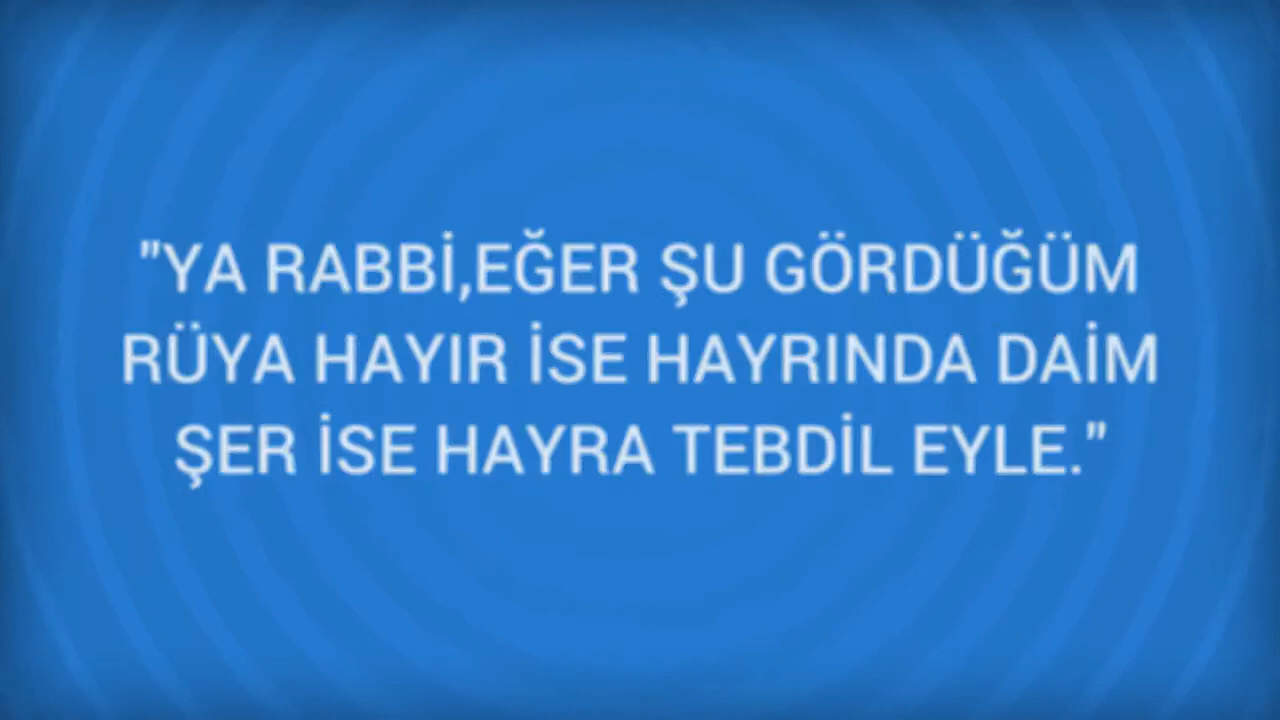 "YA RABBİ,EĞER ŞU GÖRDÜĞÜM
RÜYA HAYIR İSE HAYRINDA DAİM
ŞER İSE HAYRA TEBDİL EYLE."